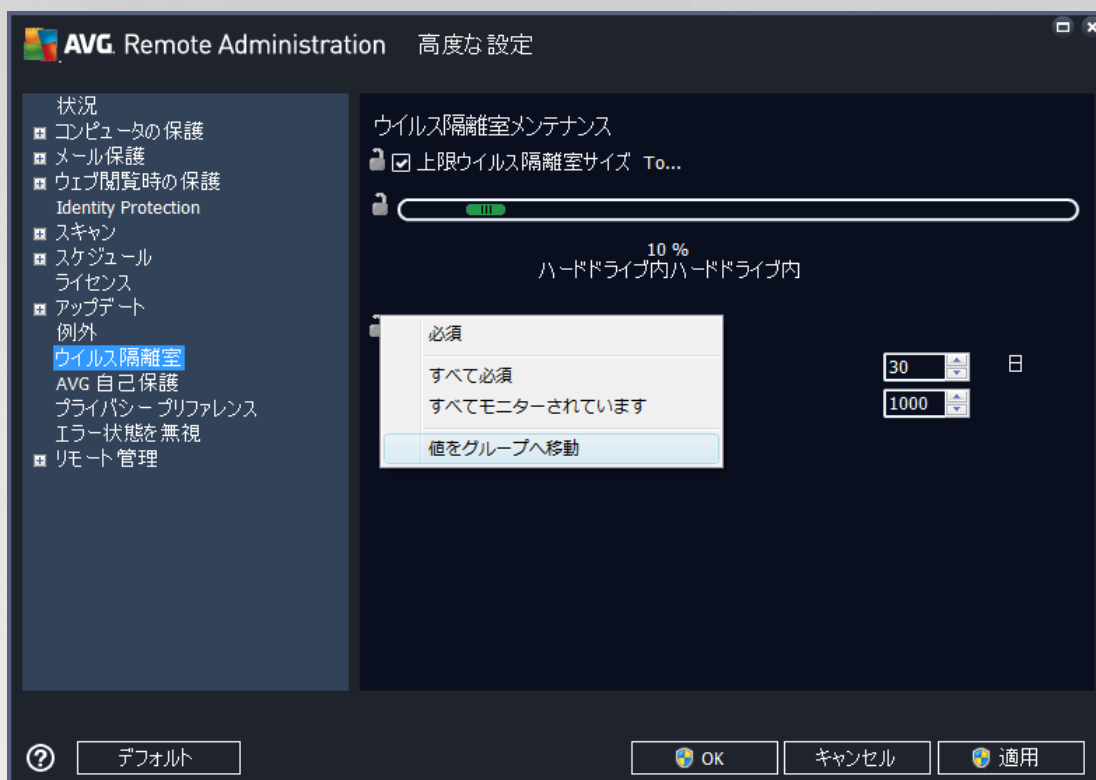 AVG. Remote Administration 高度な設定
状況
コンピュータの保護
メール保護
ウェブ閲覧時の保護
Identity Protection
スキャン
スケジュール
ライセンス
アップデート
例外
ウイルス隔離室
AVG 自己保護
プライバシー プリファレンス
エラー状態を無視
リモート管理
ウイルス隔離室メンテナンス
上限ウイルス隔離室サイズ To...
10 %
ハードドライブ内ハードドライブ内
必須
すべて必須
すべてモニターされています
値をグループへ移動
30 日
1000
デフォルト
OK
キャンセル
適用